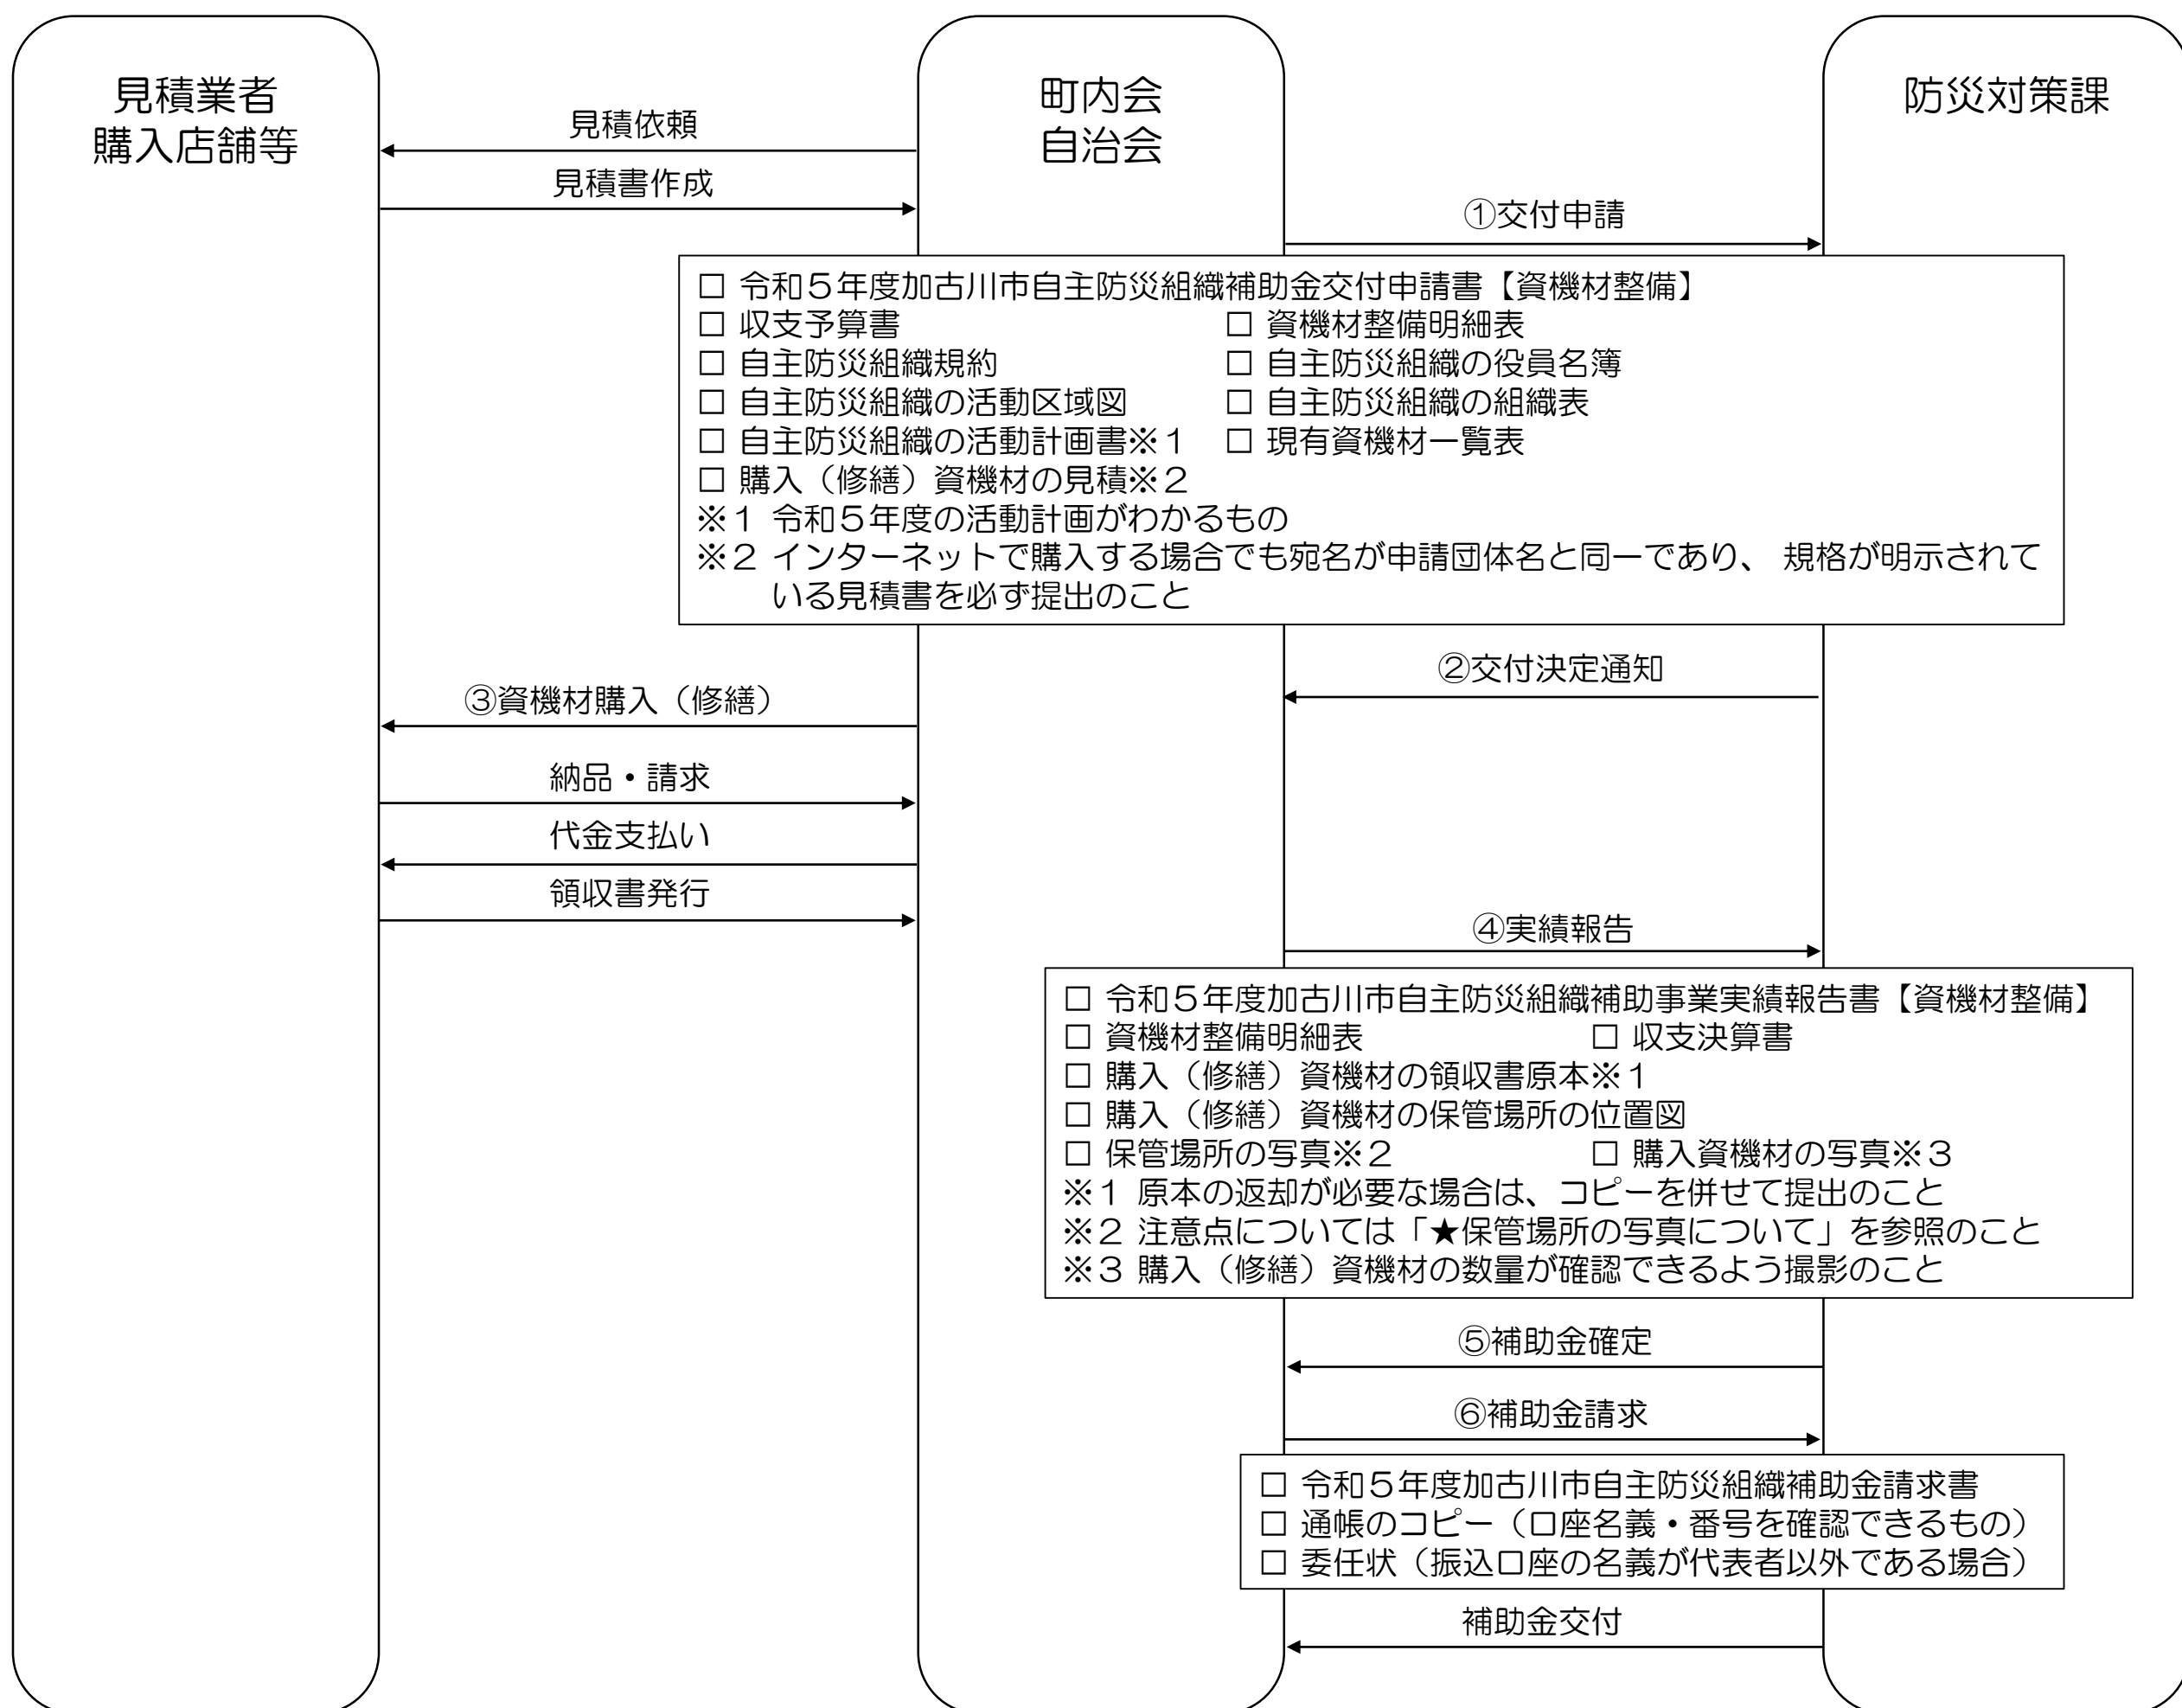 見積業者
購入店舗等
町内会
自治会
防災対策課
見積依頼
見積書作成
①交付申請
□ 令和５年度加古川市自主防災組織補助金交付申請書【資機材整備】
□ 収支予算書 □ 資機材整備明細表
□ 自主防災組織規約 □ 自主防災組織の役員名簿
□ 自主防災組織の活動区域図 □ 自主防災組織の組織表
□ 自主防災組織の活動計画書※１ □ 現有資機材一覧表
□ 購入（修繕）資機材の見積※２
※１ 令和５年度の活動計画がわかるもの
※２ インターネットで購入する場合でも宛名が申請団体名と同一であり、 規格が明示されて
いる見積書を必ず提出のこと
②交付決定通知
③資機材購入（修繕）
納品・請求
代金支払い
領収書発行
④実績報告
□ 令和５年度加古川市自主防災組織補助事業実績報告書【資機材整備】
□ 資機材整備明細表 □ 収支決算書
□ 購入（修繕）資機材の領収書原本※１
□ 購入（修繕）資機材の保管場所の位置図
□ 保管場所の写真※２ □ 購入資機材の写真※３
※１ 原本の返却が必要な場合は、コピーを併せて提出のこと
※２ 注意点については「★保管場所の写真について」を参照のこと
※３ 購入（修繕）資機材の数量が確認できるよう撮影のこと
⑤補助金確定
⑥補助金請求
□ 令和５年度加古川市自主防災組織補助金請求書
□ 通帳のコピー（口座名義・番号を確認できるもの）
□ 委任状（振込口座の名義が代表者以外である場合）
補助金交付